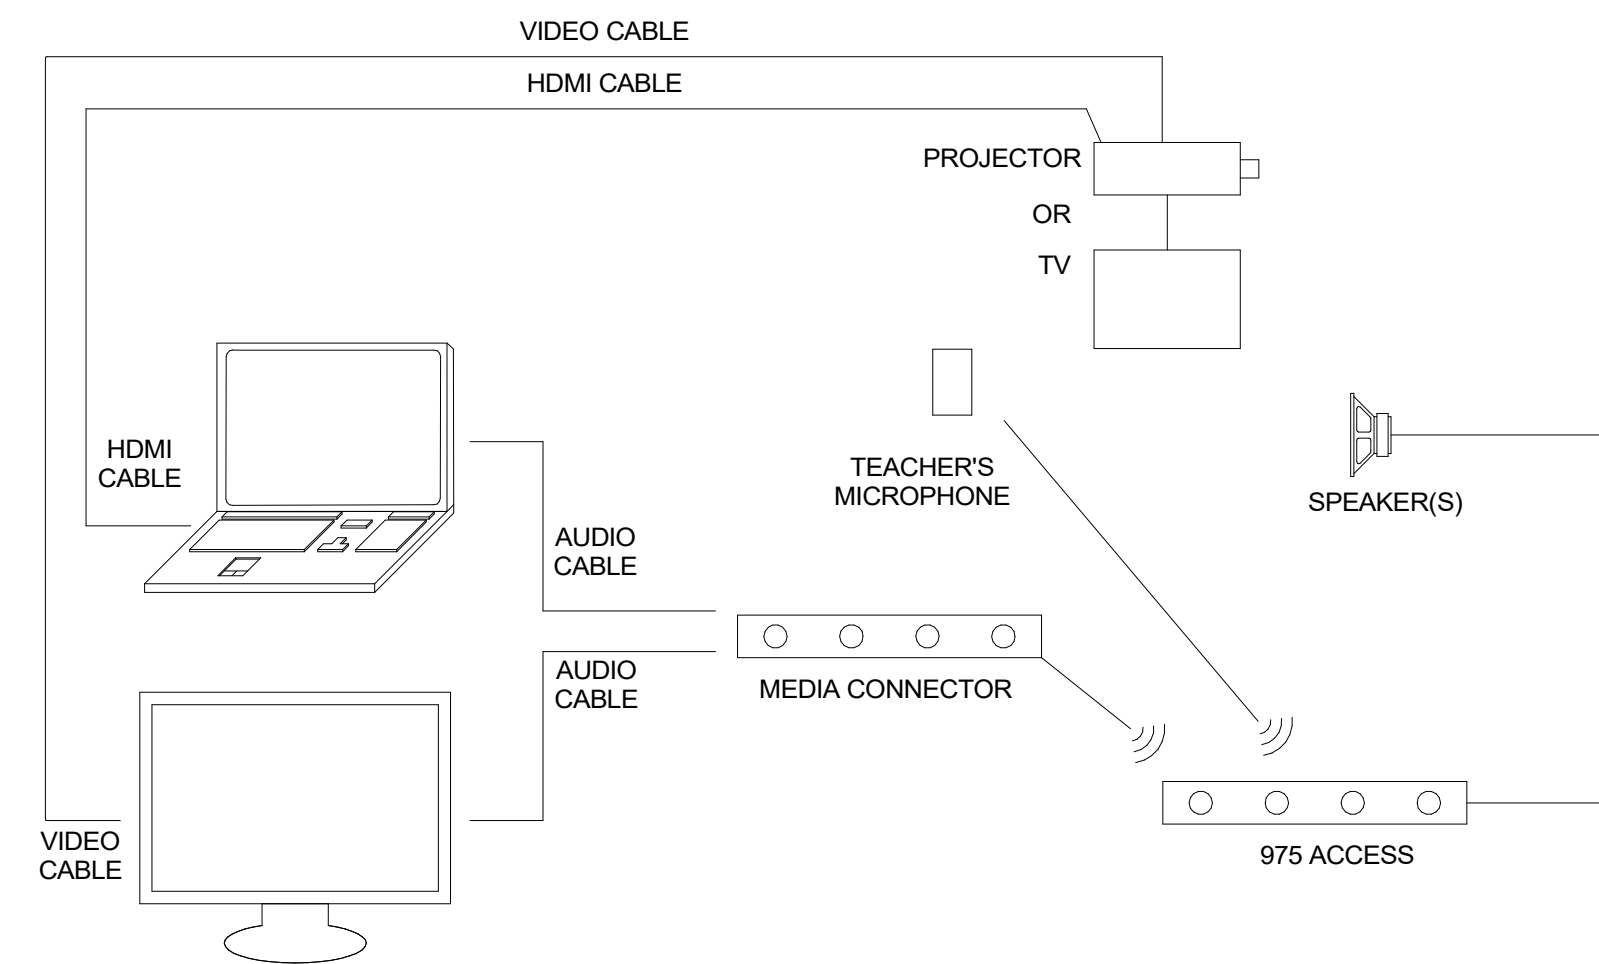 VIDEO CABLE
HDMI CABLE
PROJECTOR
OR
TV
HDMI
CABLE
TEACHER'S
MICROPHONE
SPEAKER(S)
AUDIO
CABLE
AUDIO
CABLE
MEDIA CONNECTOR
VIDEO
CABLE
975 ACCESS